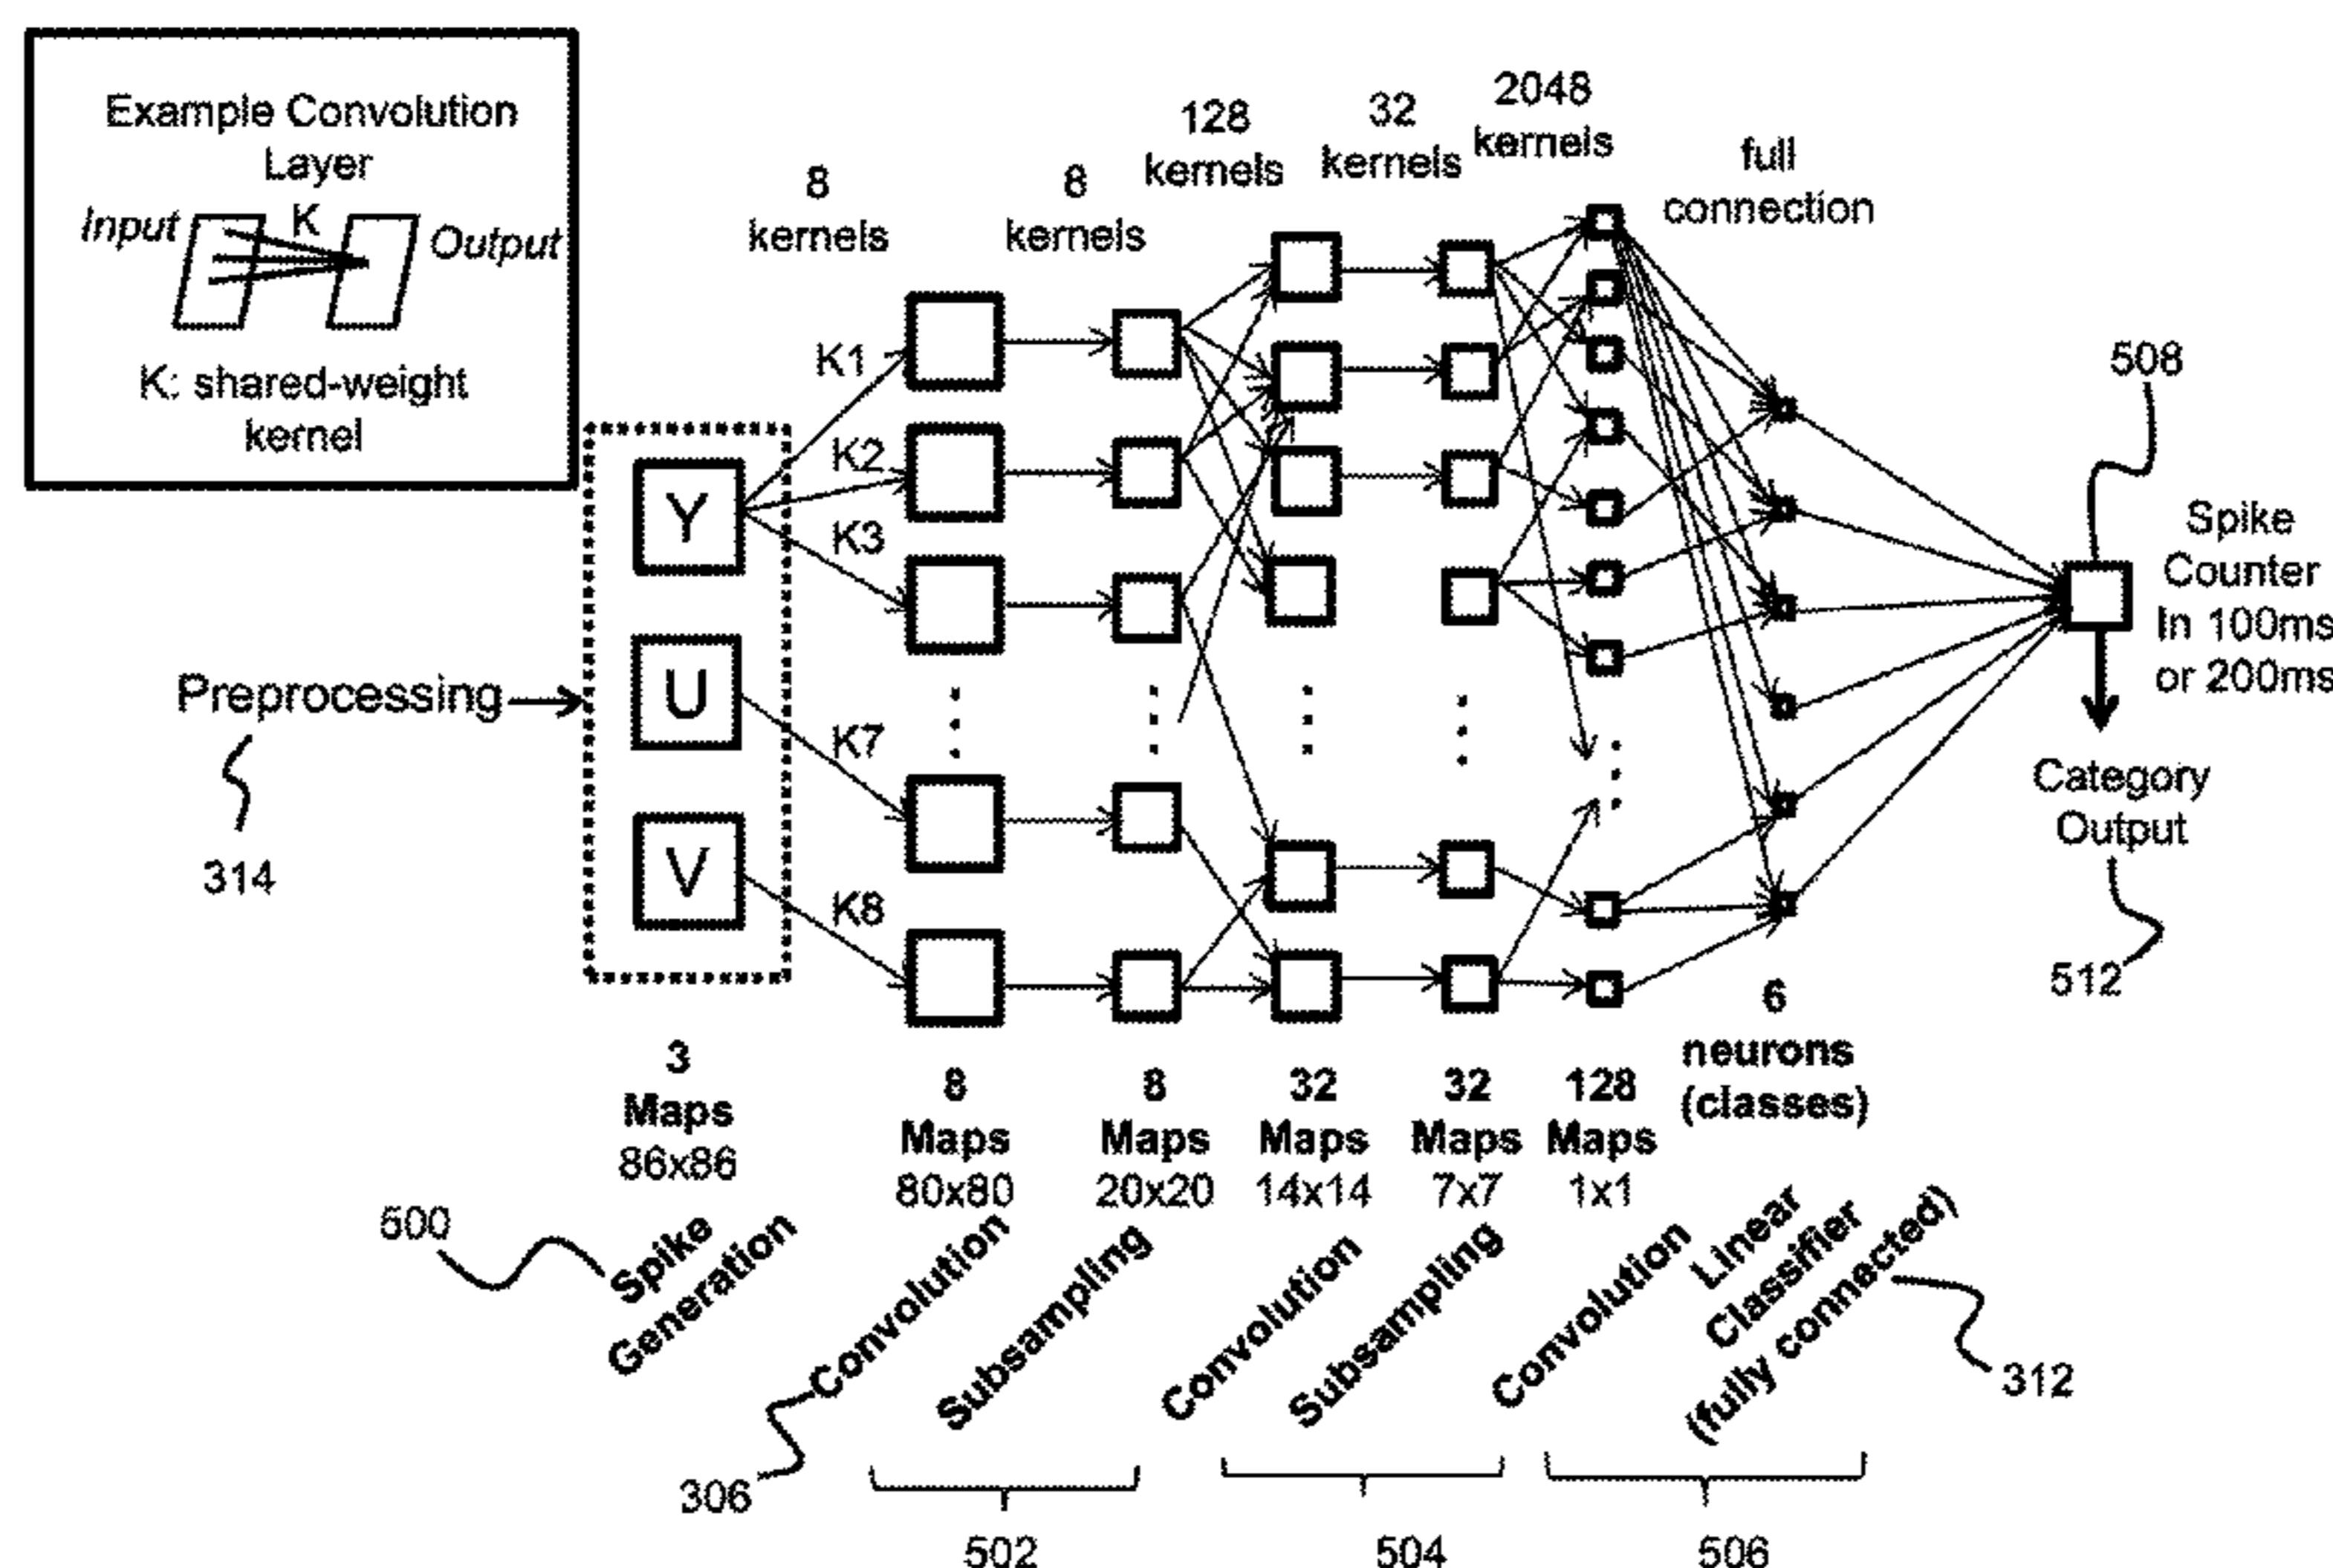 Example Convolution
Layer
Input
K
Output
K: shared-weight
kernel
8
kernels
8
kernels
128
kernels
32
kernels
2048
kernels
full
connection
K1
K2
K3
K7
K8
Y
U
V
Preprocessing
314
508
Spike
Counter
In 100ms
or 200ms
Category
Output
512
3
Maps
86x86
8
Maps
80x80
8
Maps
20x20
32
Maps
14x14
32
Maps
7x7
128
Maps
1x1
6
neurons
(classes)
500
Spike
Generation
Convolution
Subsampling
Convolution
Subsampling
Convolution
Linear
Classifier
(fully connected)
312
306
502
504
506